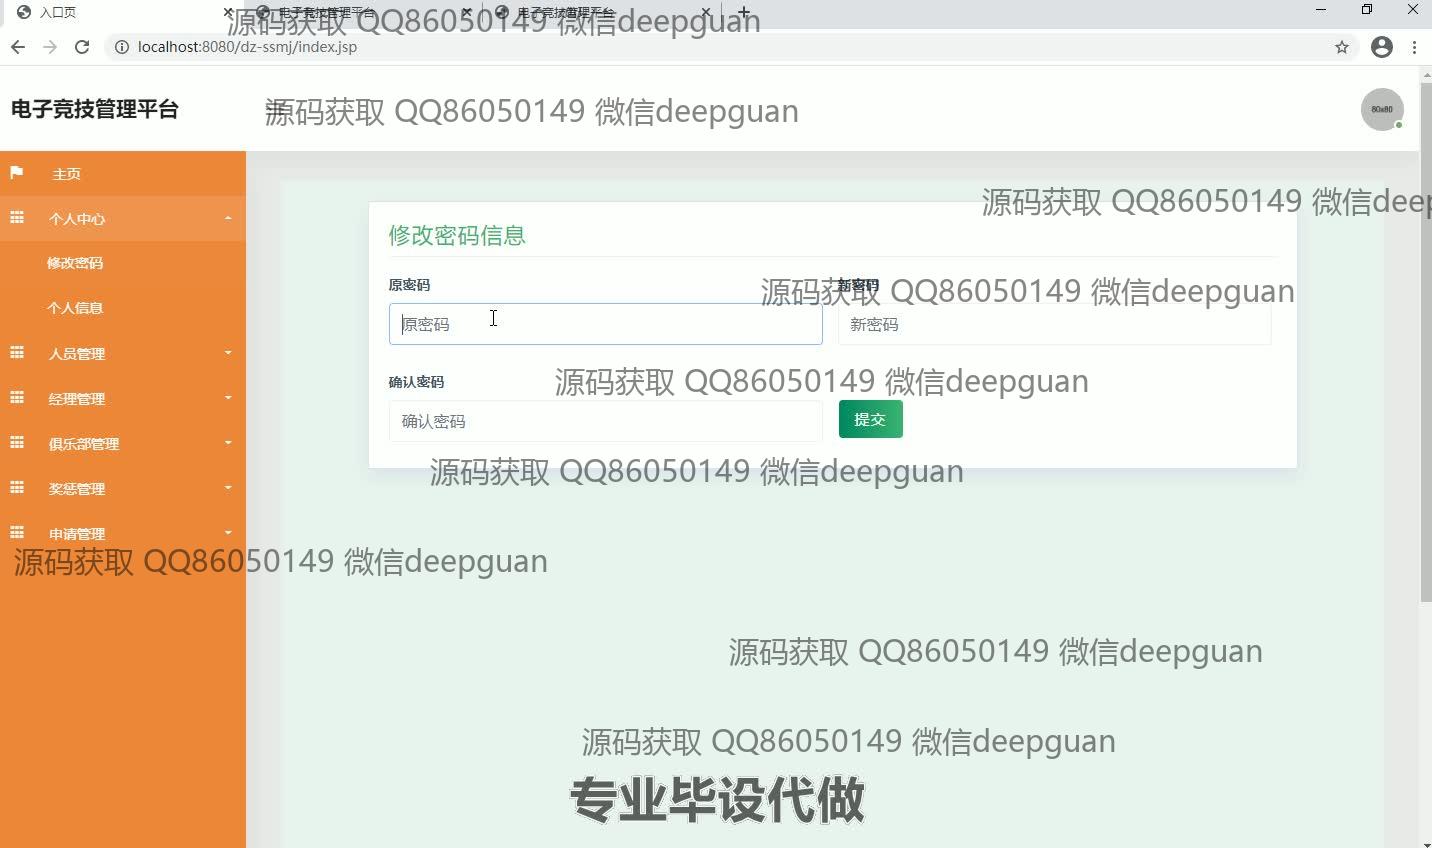 入口页
电子竞技管理平台
电子竞技管理平台
源码获取 QQ86050149 微信deepguan
localhost:8080/dz-ssmj/index.jsp
电子竞技管理平台
源码获取 QQ86050149 微信deepguan
80x80
主页
源码获取 QQ86050149 微信deep
个人中心
修改密码信息
修改密码
原密码
新密码
源码获取 QQ86050149 微信deepguan
个人信息
原密码
新密码
人员管理
确认密码
源码获取 QQ86050149 微信deepguan
经理管理
确认密码
提交
俱乐部管理
源码获取 QQ86050149 微信deepguan
奖惩管理
申请管理
源码获取 QQ86050149 微信deepguan
源码获取 QQ86050149 微信deepguan
源码获取 QQ86050149 微信deepguan
专业毕设代做